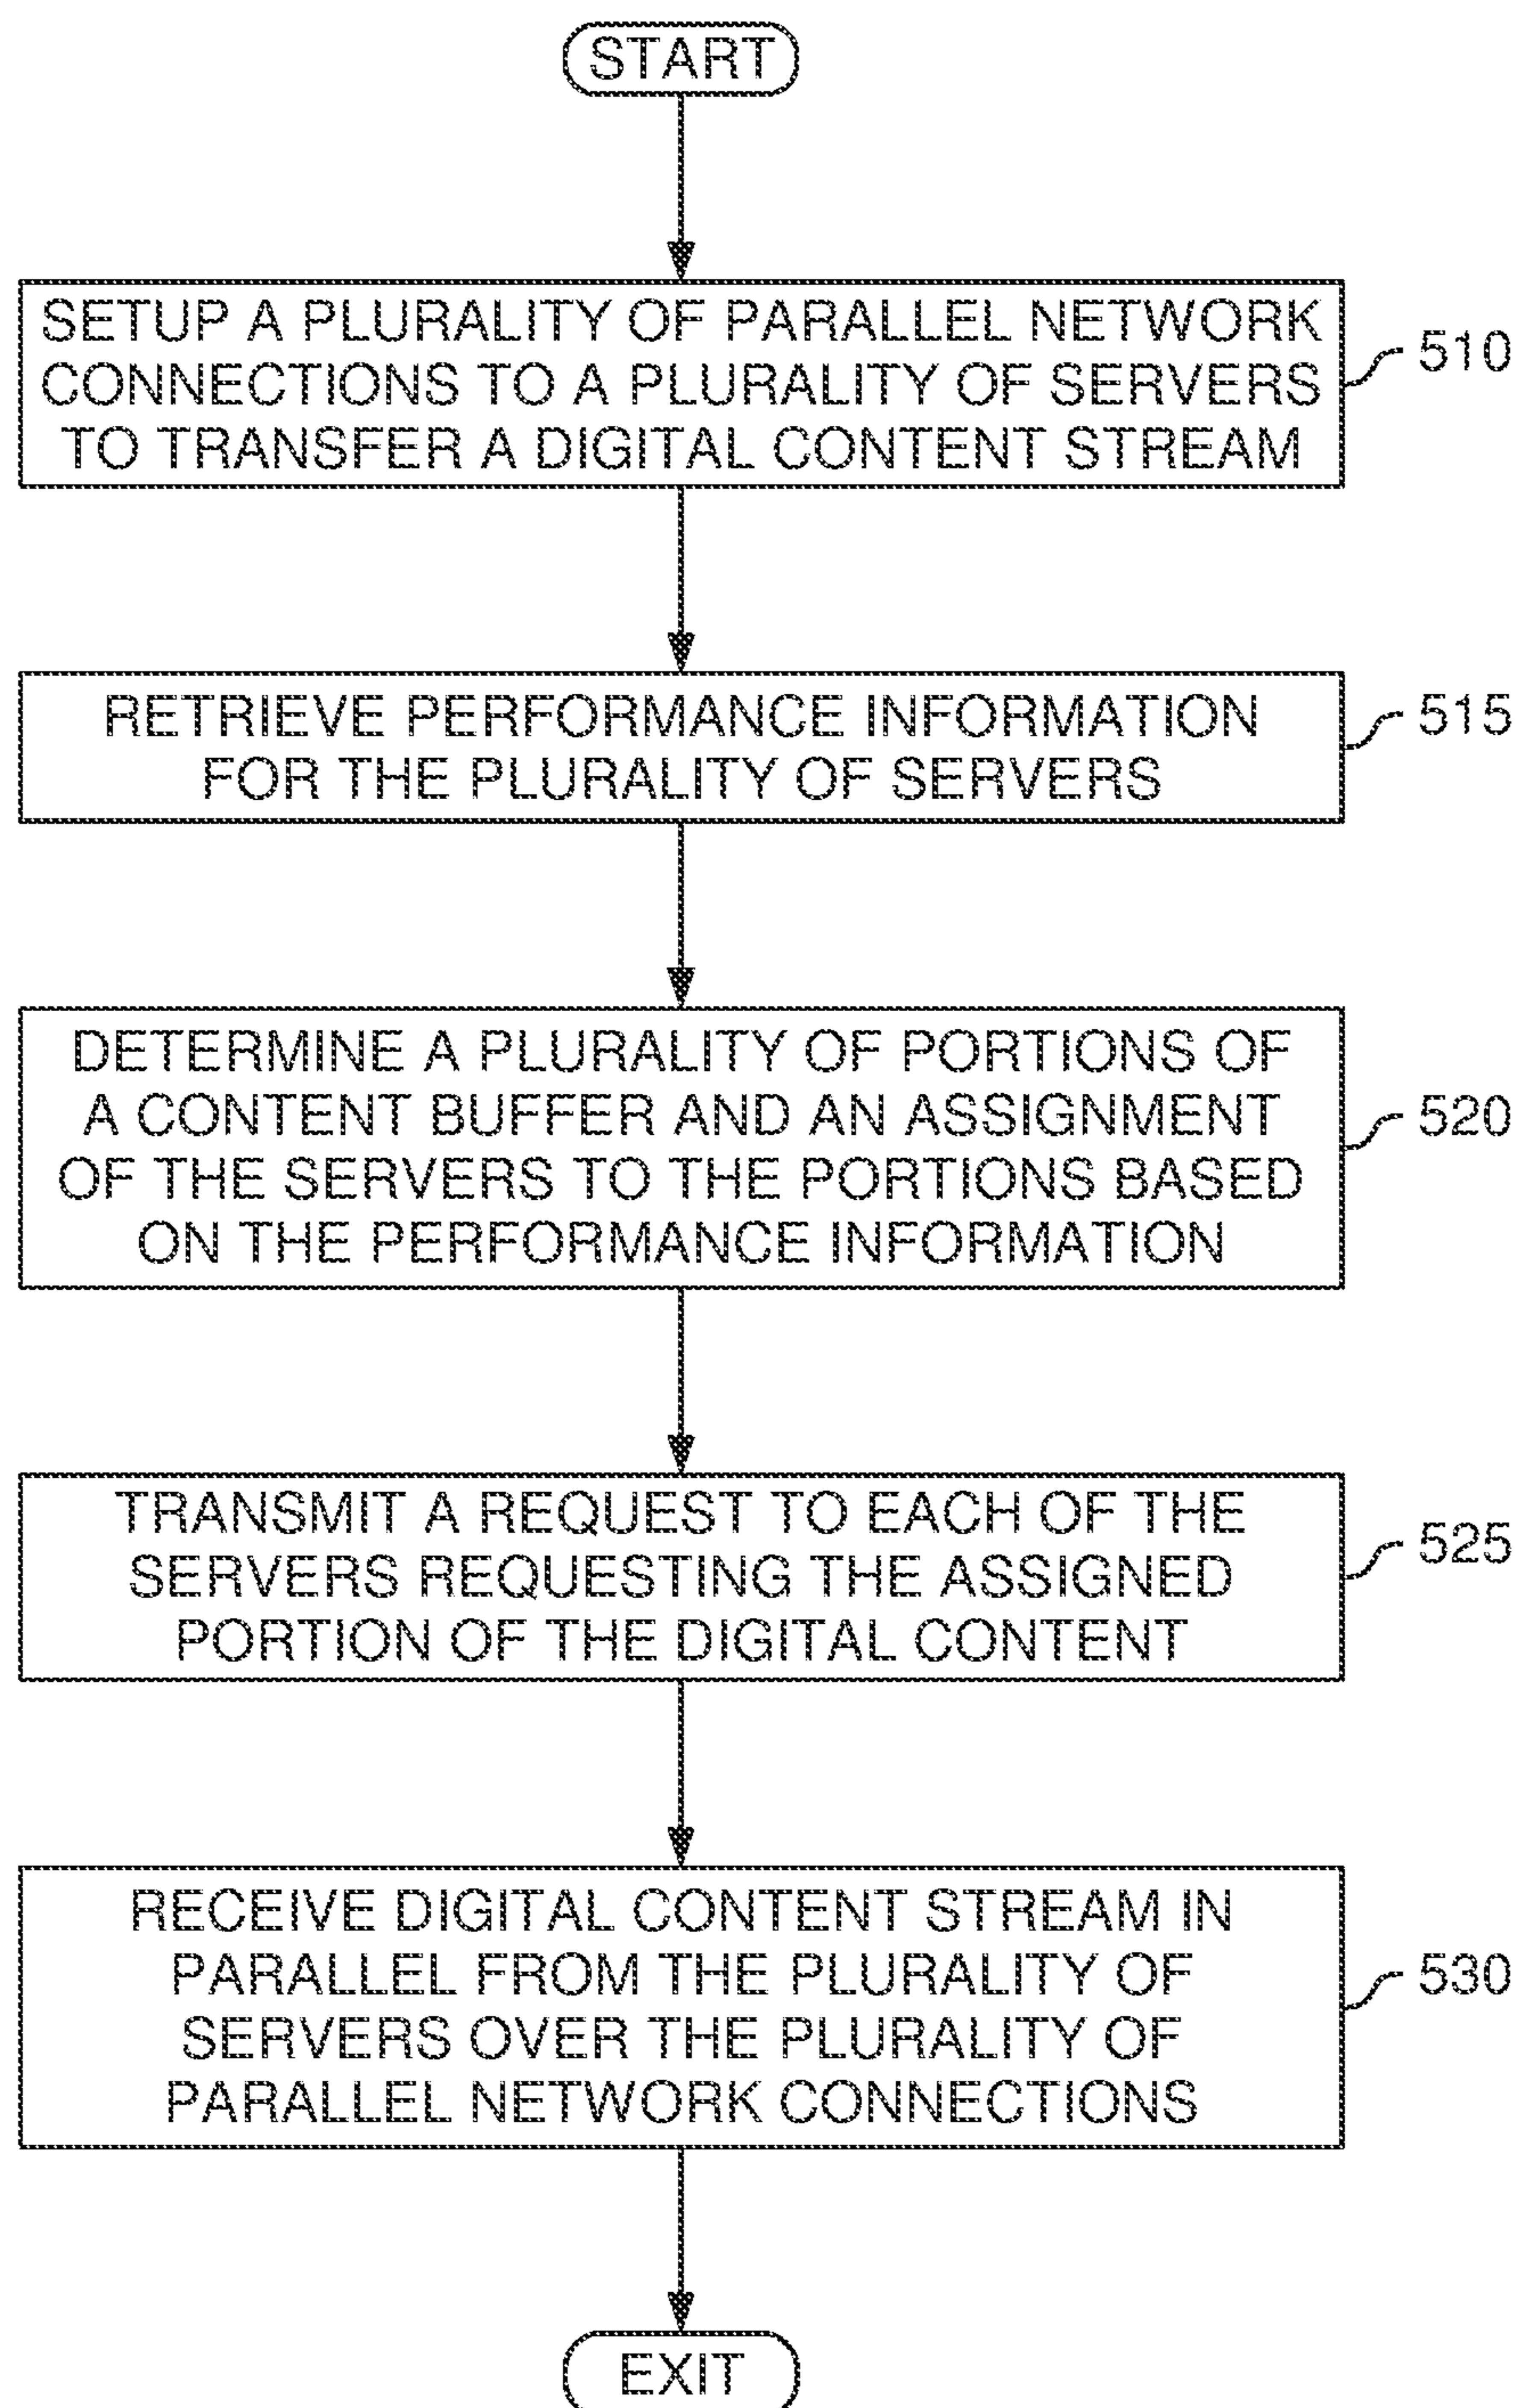 START
SETUP A PLURALITY OF PARALLEL NETWORK
CONNECTIONS TO A PLURALITY OF SERVERS
TO TRANSFER A DIGITAL CONTENT STREAM
510
RETRIEVE PERFORMANCE INFORMATION
FOR THE PLURALITY OF SERVERS
515
DETERMINE A PLURALITY OF PORTIONS OF
A CONTENT BUFFER AND AN ASSIGNMENT
OF THE SERVERS TO THE PORTIONS BASED
ON THE PERFORMANCE INFORMATION
520
TRANSMIT A REQUEST TO EACH OF THE
SERVERS REQUESTING THE ASSIGNED
PORTION OF THE DIGITAL CONTENT
525
RECEIVE DIGITAL CONTENT STREAM IN
PARALLEL FROM THE PLURALITY OF
SERVERS OVER THE PLURALITY OF
PARALLEL NETWORK CONNECTIONS
530
EXIT